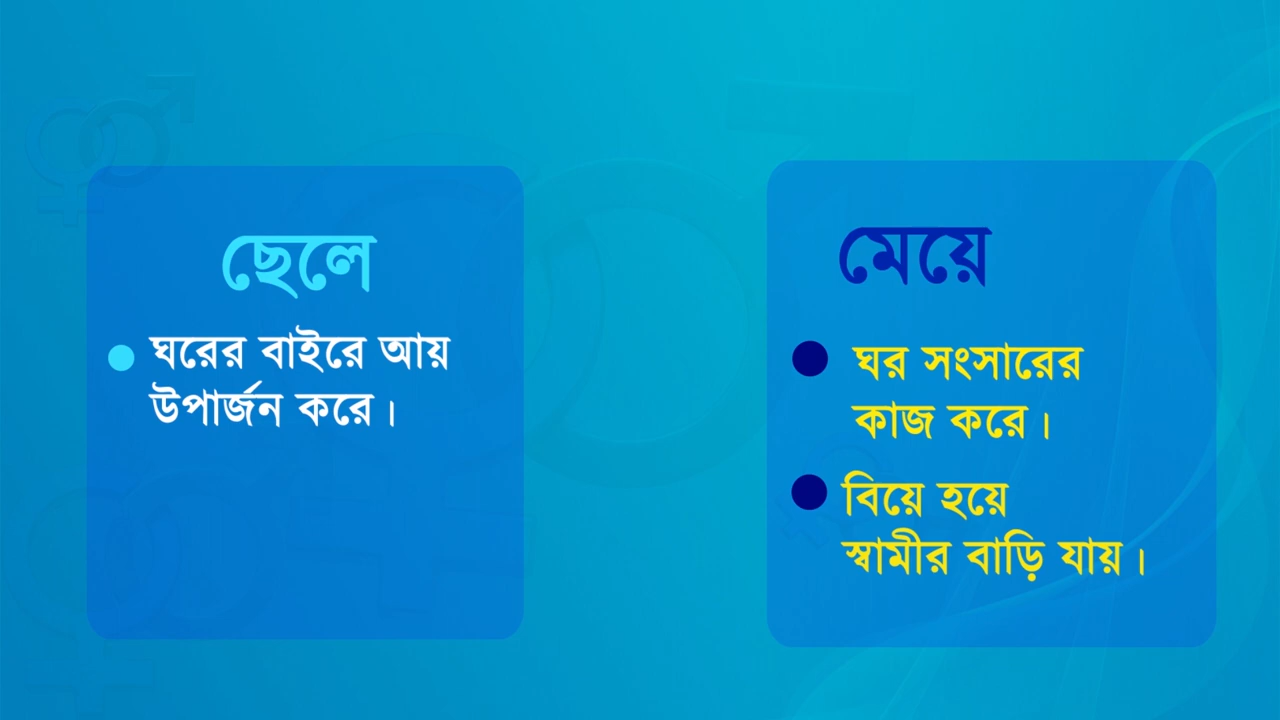 ছেলে
ঘরের বাইরে আয়
উপার্জন করে।
মেয়ে
ঘর সংসারের
কাজ করে।
বিয়ে হয়ে
স্বামীর বাড়ি যায়।